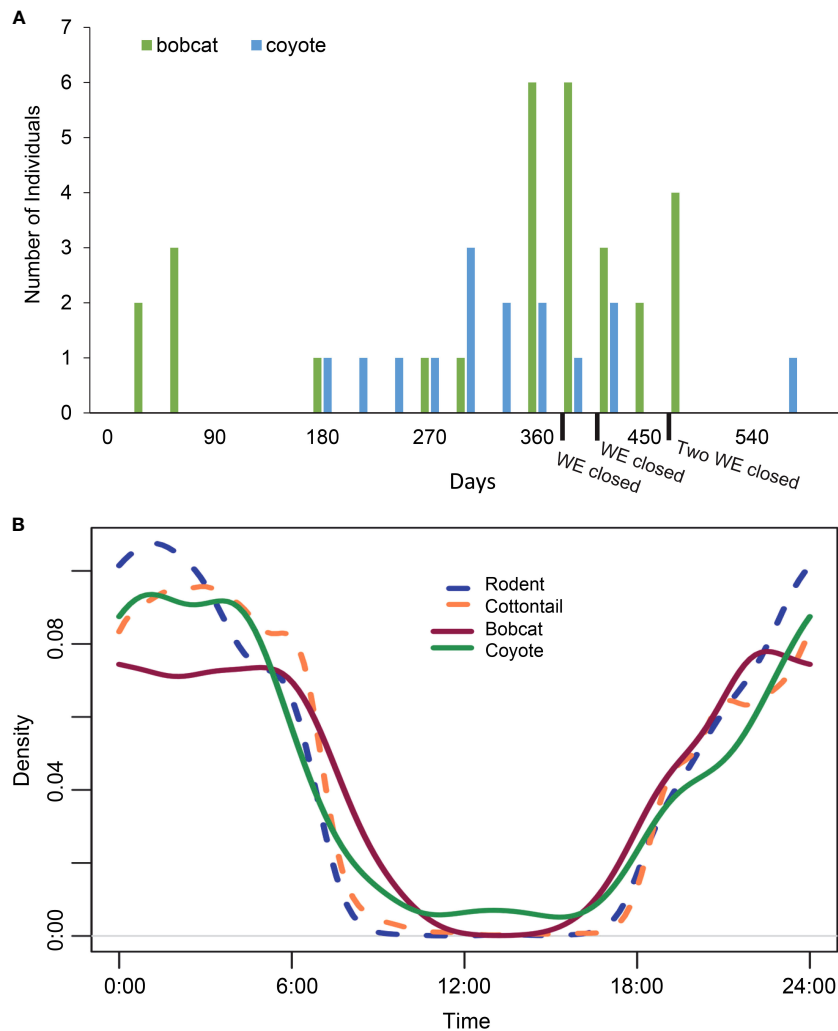 A
7
bobcat coyote
6
5
4
3
2
1
0
Number of Individuals
0 90 180 270 360 450 540
WE closed
WE closed
Two WE closed
Days
B
Rodent
Cottontail
Bobcat
Coyote
0.08
0.04
0:00
Density
0:00 6:00 12:00 18:00 24:00
Time